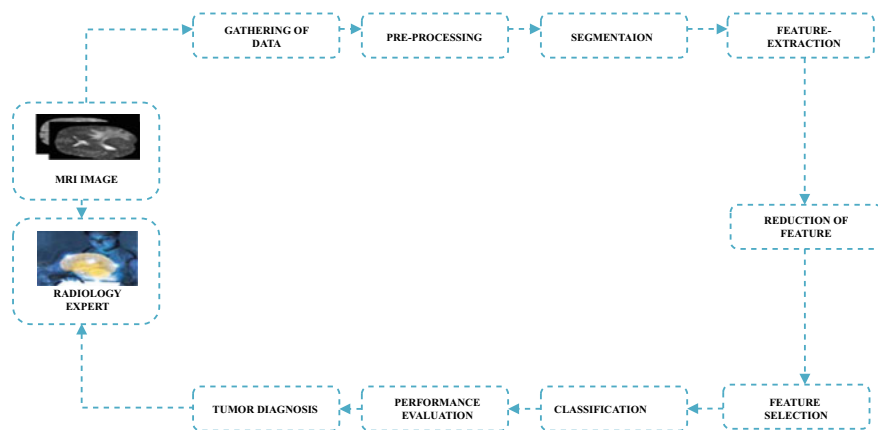 GATHERING OF
DATA
PRE-PROCESSING
SEGMENTAION
FEATURE-
EXTRACTION
MRI IMAGE
REDUCTION OF
FEATURE
RADIOLOGY
EXPERT
TUMOR DIAGNOSIS
PERFORMANCE
EVALUATION
CLASSIFICATION
FEATURE
SELECTION